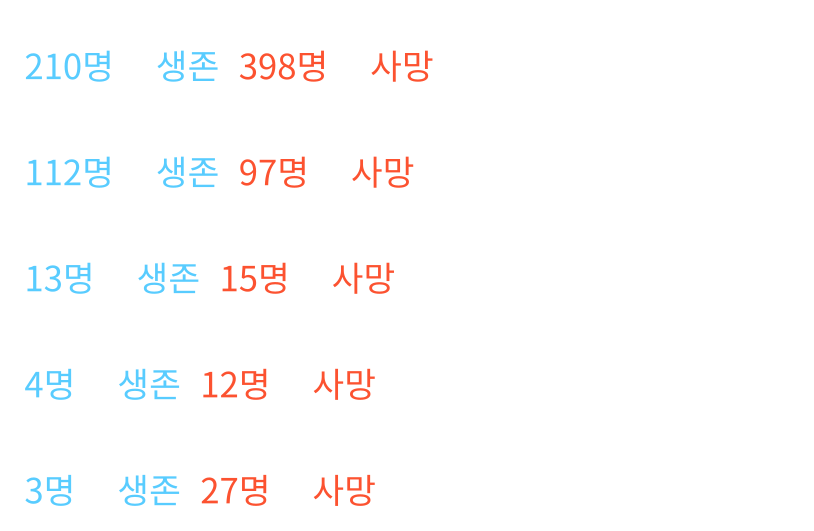 210명 생존 398명 사망
112명 생존 97명 사망
13명 생존 15명 사망
4명 생존 12명 사망
3명 생존 27명 사망